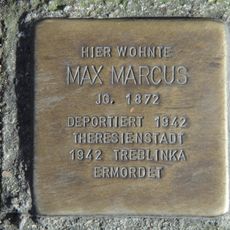 HIER WOHNTE
MAX MARCUS
JG. 1872
DEPORTIERT 1942
THERESIENSTADT
1942 TREBLINKA
ERMORDET